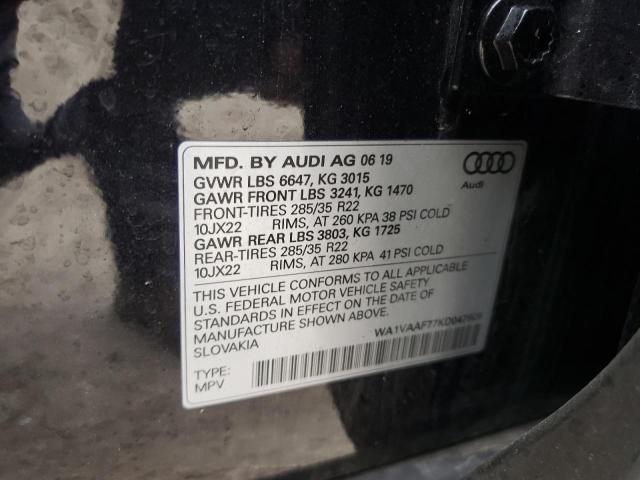 MFD. BY AUDI AG 06 19
GVWR LBS 6647, KG 3015
GAWR FRONT LBS 3241, KG 1470
FRONT-TIRES 285/35 R22
10JX22 RIMS, AT 260 KPA 38 PSI COLD
GAWR REAR LBS 3803, KG 1725
REAR-TIRES 285/35 R22
10JX22 RIMS, AT 280 KPA 41 PSI COLD
Audi
THIS VEHICLE CONFORMS TO ALL APPLICABLE
U.S. FEDERAL MOTOR VEHICLE SAFETY
STANDARDS IN EFFECT ON THE DATE OF
MANUFACTURE SHOWN ABOVE.
SLOVAKIA
TYPE:
MPV